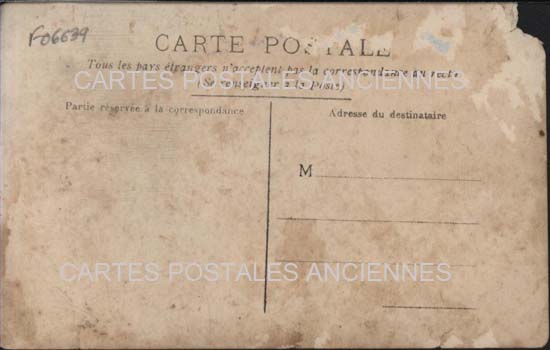 F06639
CARTE POSTALE
Tous les pays étrangers n'acceptent pas la correspondance au recto
CARTES POSTALES ANCIENNES
(Se renseigner à la Poste)
Partie réservée à la correspondance
Adresse du destinataire
M
CARTES POSTALES ANCIENNES